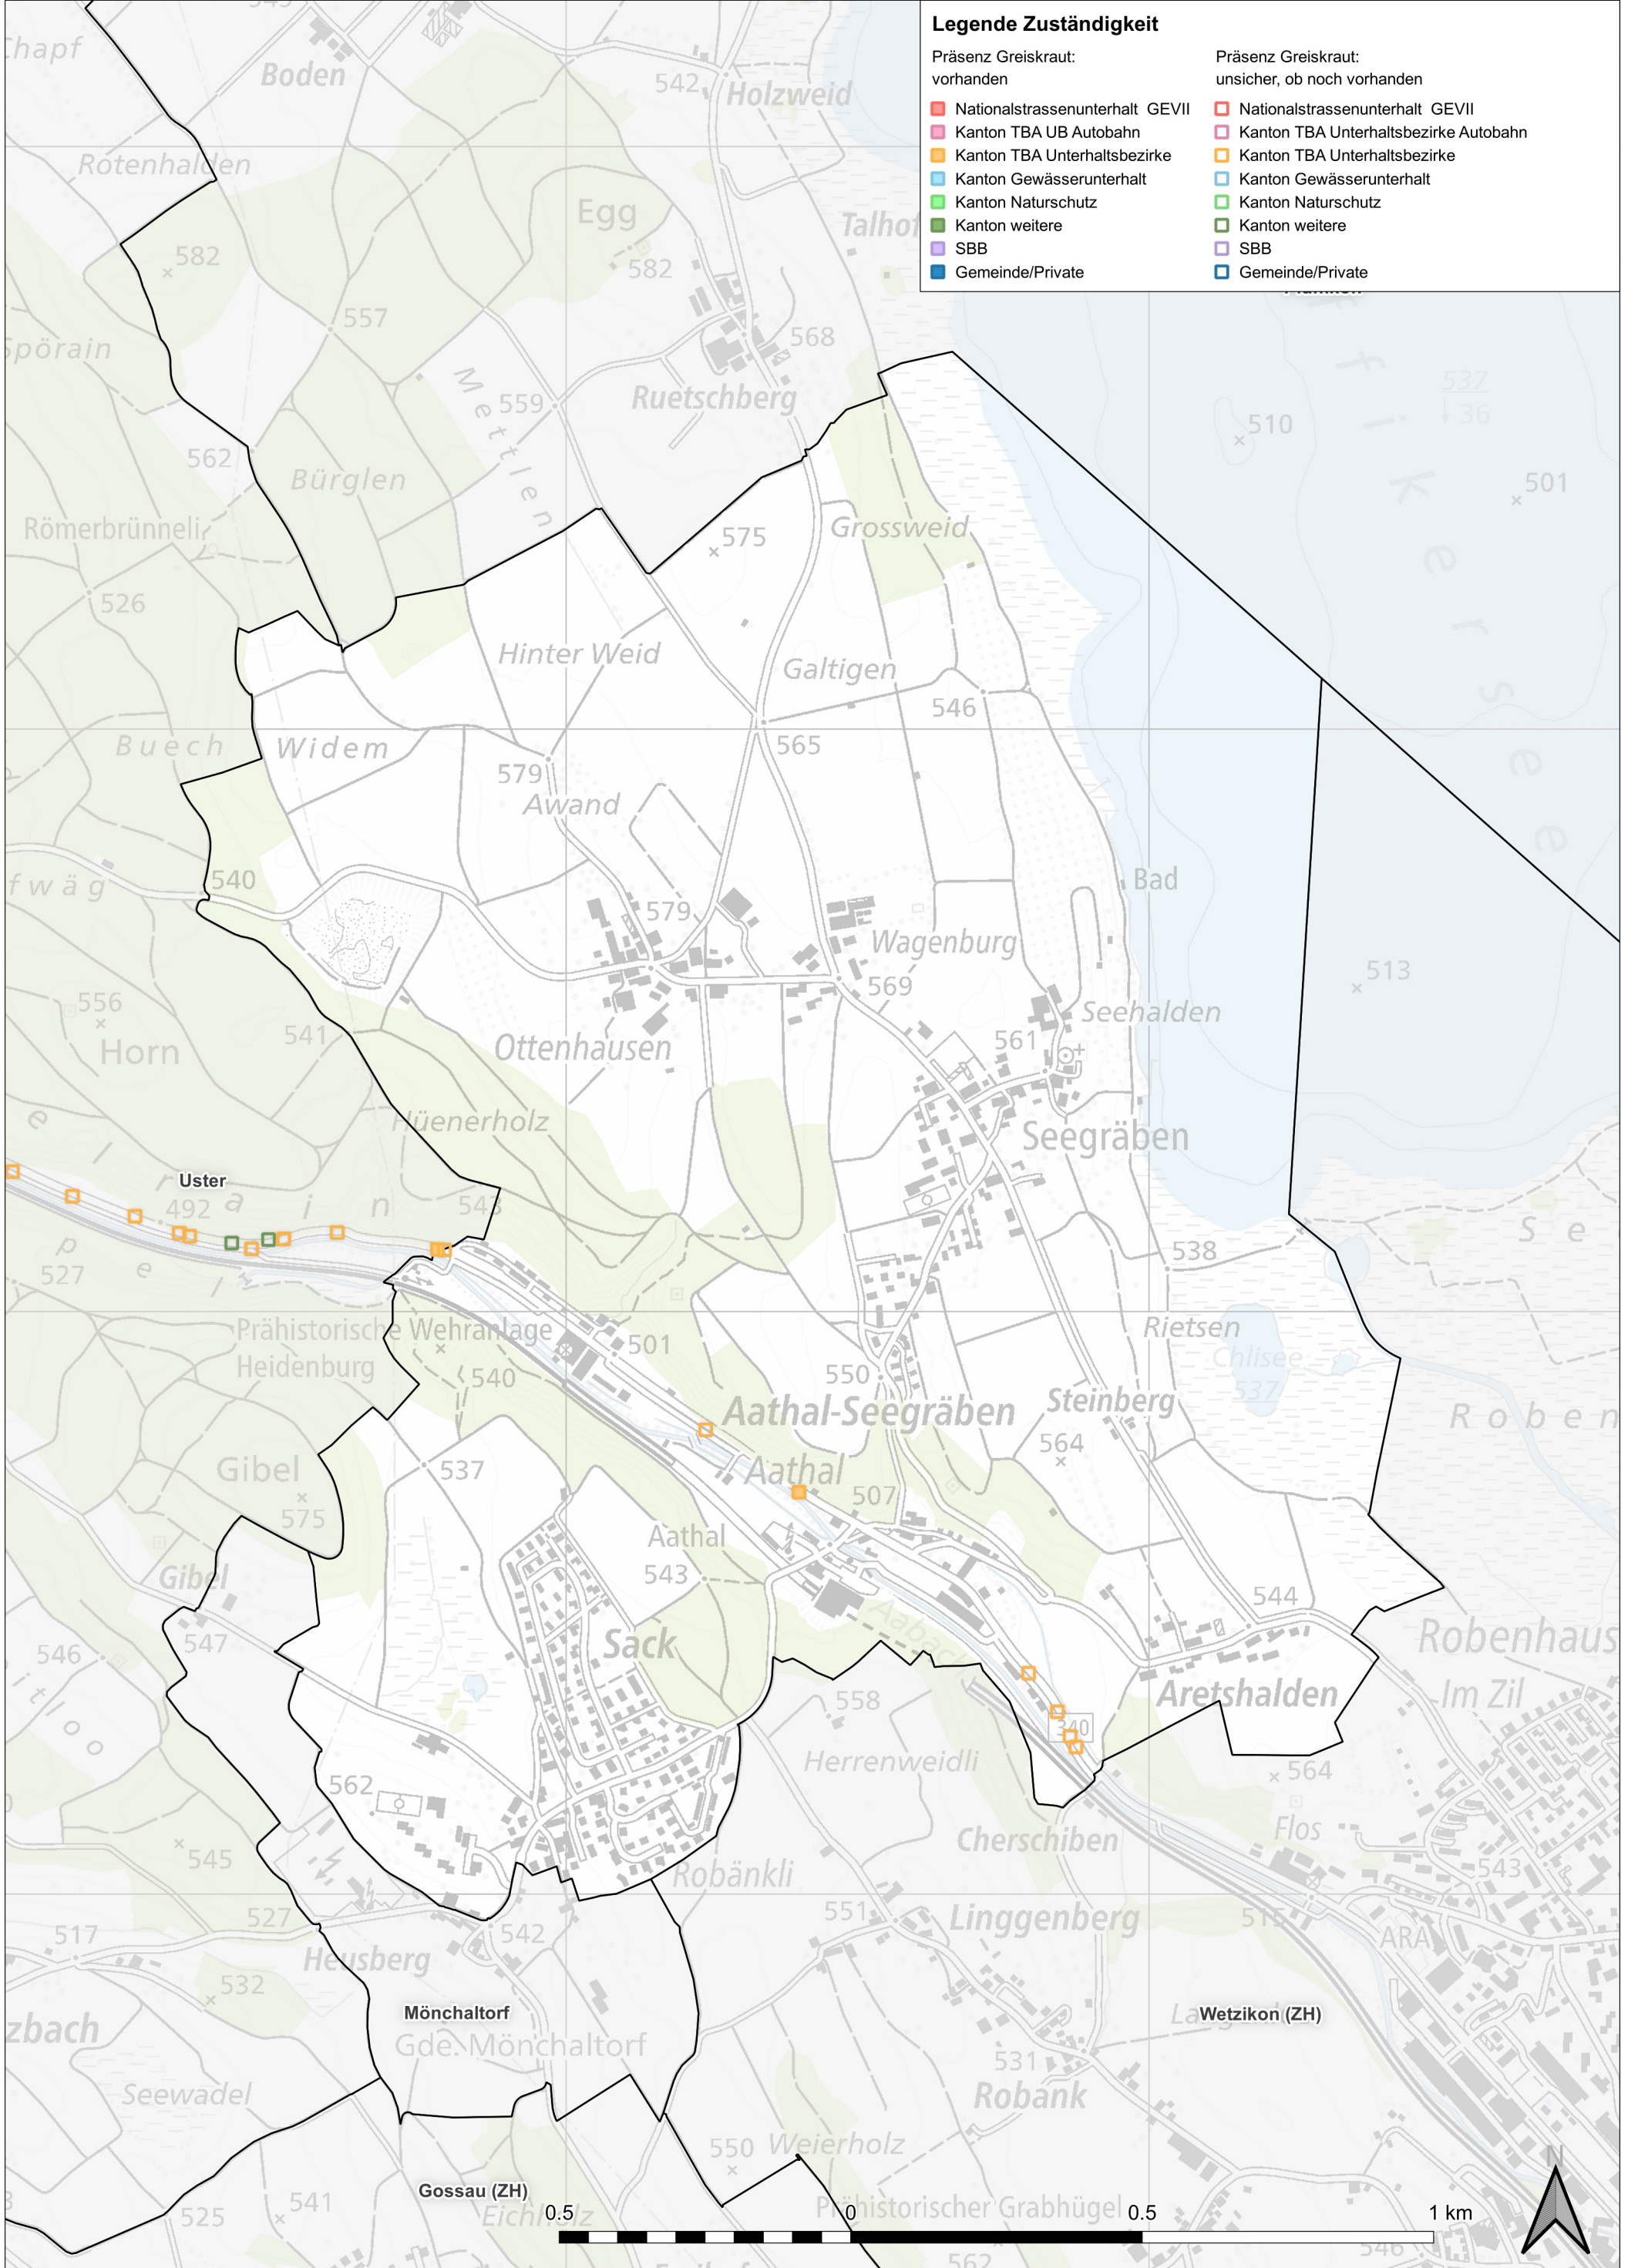 Legende Zuständigkeit
Präsenz Greiskraut:
vorhanden
Nationalstrassenunterhalt GEVII
Kanton TBA UB Autobahn
Kanton TBA Unterhaltsbezirke
Kanton Gewässerunterhalt
Kanton Naturschutz
Kanton weitere
SBB
Gemeinde/Private
Präsenz Greiskraut:
unsicher, ob noch vorhanden
Nationalstrassenunterhalt GEVII
Kanton TBA Unterhaltsbezirke Autobahn
Kanton TBA Unterhaltsbezirke
Kanton Gewässerunterhalt
Kanton Naturschutz
Kanton weitere
SBB
Gemeinde/Private
Boden
542
Holzweid
Rotenhalden
Egg
582
582
557
568
Mettlen
559
Ruetschberg
537
36
510
562
Bürglen
501
Römerbrünneli
575
Grossweid
526
Hinter Weid
Galtigen
546
Buech
Widem
565
579
Awand
540
Bad
579
Wagenburg
513
569
556
Horn
541
Ottenhausen
561
Seehalden
Hüenerholz
Seegräben
Uster
492
543
538
527
Prähistorische Wehranlage
Heidenburg
501
Rietsen
Chlisee
537
540
550
Aathal-Seegräben
Steinberg
564
Gibel
537
Aathal
507
575
Aathal
543
Gibel
544
547
546
Sack
Aabach
Robenhaus
Im Zil
Aretshalden
558
340
Herrenweidli
564
562
Flos
Cherschiben
545
Robänkli
543
551
Linggenberg
515
ARA
527
542
517
Heusberg
532
Mönchaltorf
Gde. Mönchaltorf
Wetzikon (ZH)
531
Robank
Seewadel
550
Weierholz
Gossau (ZH)
Eichholz
525
541
Prähistorischer Grabhügel
N
0.5
0
0.5
1 km
562
546